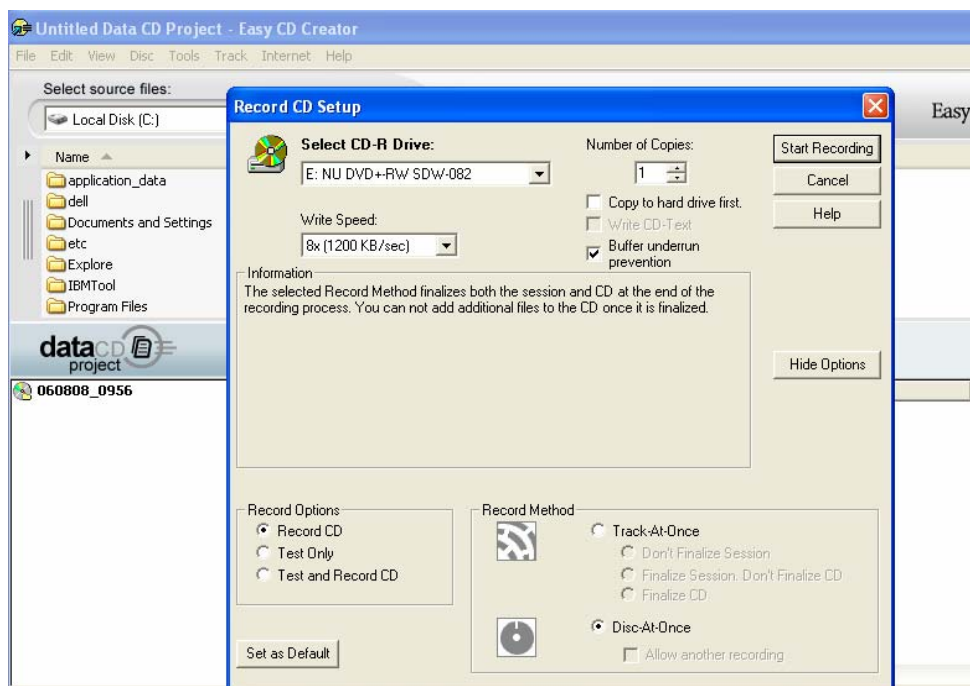 Untitled Data CD Project - Easy CD Creator
File Edit View Disc Tools Track Internet Help
Select source files:
Local Disk (C:)
Easy
Name
application_data
dell
Documents and Settings
etc
Explore
IBMTool
Program Files
datacd
project
060808_0956
Record CD Setup
Select CD-R Drive:
E: NU DVD+-RW SDW-082
Write Speed:
8x (1200 KB/sec)
Number of Copies:
1
Copy to hard drive first.
Write CD-Text
Buffer underrun
prevention
Start Recording
Cancel
Help
Information
The selected Record Method finalizes both the session and CD at the end of the
recording process. You can not add additional files to the CD once it is finalized.
Hide Options
Record Options
Record CD
Test Only
Test and Record CD
Set as Default
Record Method
Track-At-Once
Don't Finalize Session
Finalize Session. Don't Finalize CD
Finalize CD
Disc-At-Once
Allow another recording